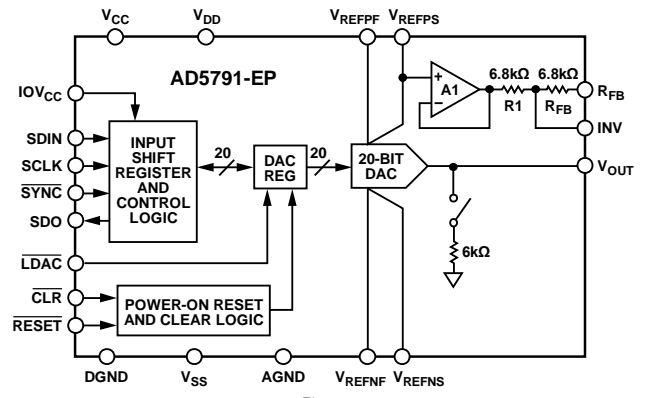 VCC
VDD
VREFPF
VREFPS
AD5791-EP
6.8kΩ
6.8kΩ
A1
R1
RFB
RFB
INV
IOVCC
SDIN
SCLK
SYNC
SDO
LDAC
CLR
RESET
INPUT
SHIFT
REGISTER
AND
CONTROL
LOGIC
20
DAC
REG
20
20-BIT
DAC
VOUT
6kΩ
POWER-ON RESET
AND CLEAR LOGIC
DGND
VSS
AGND
VREFNF
VREFNS